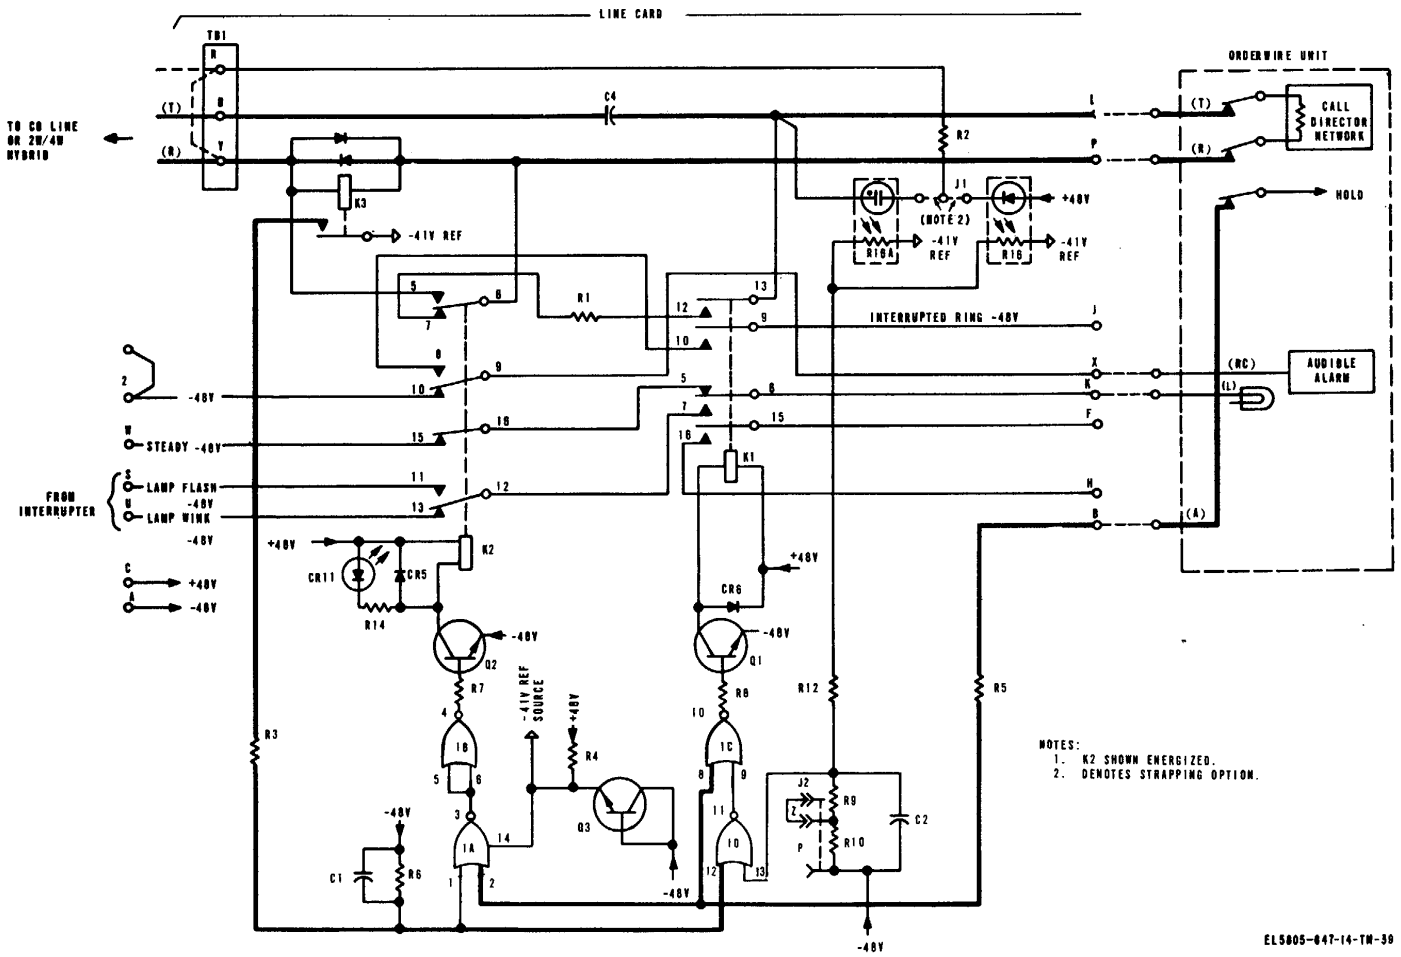 LINE CARD
TB1
ORDERWIRE UNIT
R
(T)
B
C4
L
(T)
CALL
DIRECTOR
NETWORK
TO CO LINE
OR 2W/4W
HYBRID
(R)
Y
R2
P
(R)
K3
J1
+48V
HOLD
(NOTE 2)
-41V REF
R16A
-41V
REF
R16
-41V
REF
5
6
7
R1
13
12
9
10
INTERRUPTED RING -48V
J
8
9
10
X
(RC)
AUDIBLE
ALARM
2
-48V
5
6
7
K
(L)
W
STEADY -48V
15
16
15
16
F
K1
FROM
INTERRUPTER
S
LAMP FLASH
-48V
U
LAMP WINK
-48V
11
12
13
H
B
(A)
+48V
K2
CR11
CR5
R14
+48V
CR6
C
+48V
A
-48V
-48V
Q2
-48V
Q1
R7
R8
R12
R5
-41V REF
SOURCE
+48V
R4
4
1B
5
6
10
1C
8
9
R3
NOTES:
1. K2 SHOWN ENERGIZED.
2. DENOTES STRAPPING OPTION.
J2
Z
P
R9
R10
C2
Q3
-48V
-48V
C1
R6
3
1A
14
1
2
11
1D
12
13
-48V
EL5805-647-14-TM-39